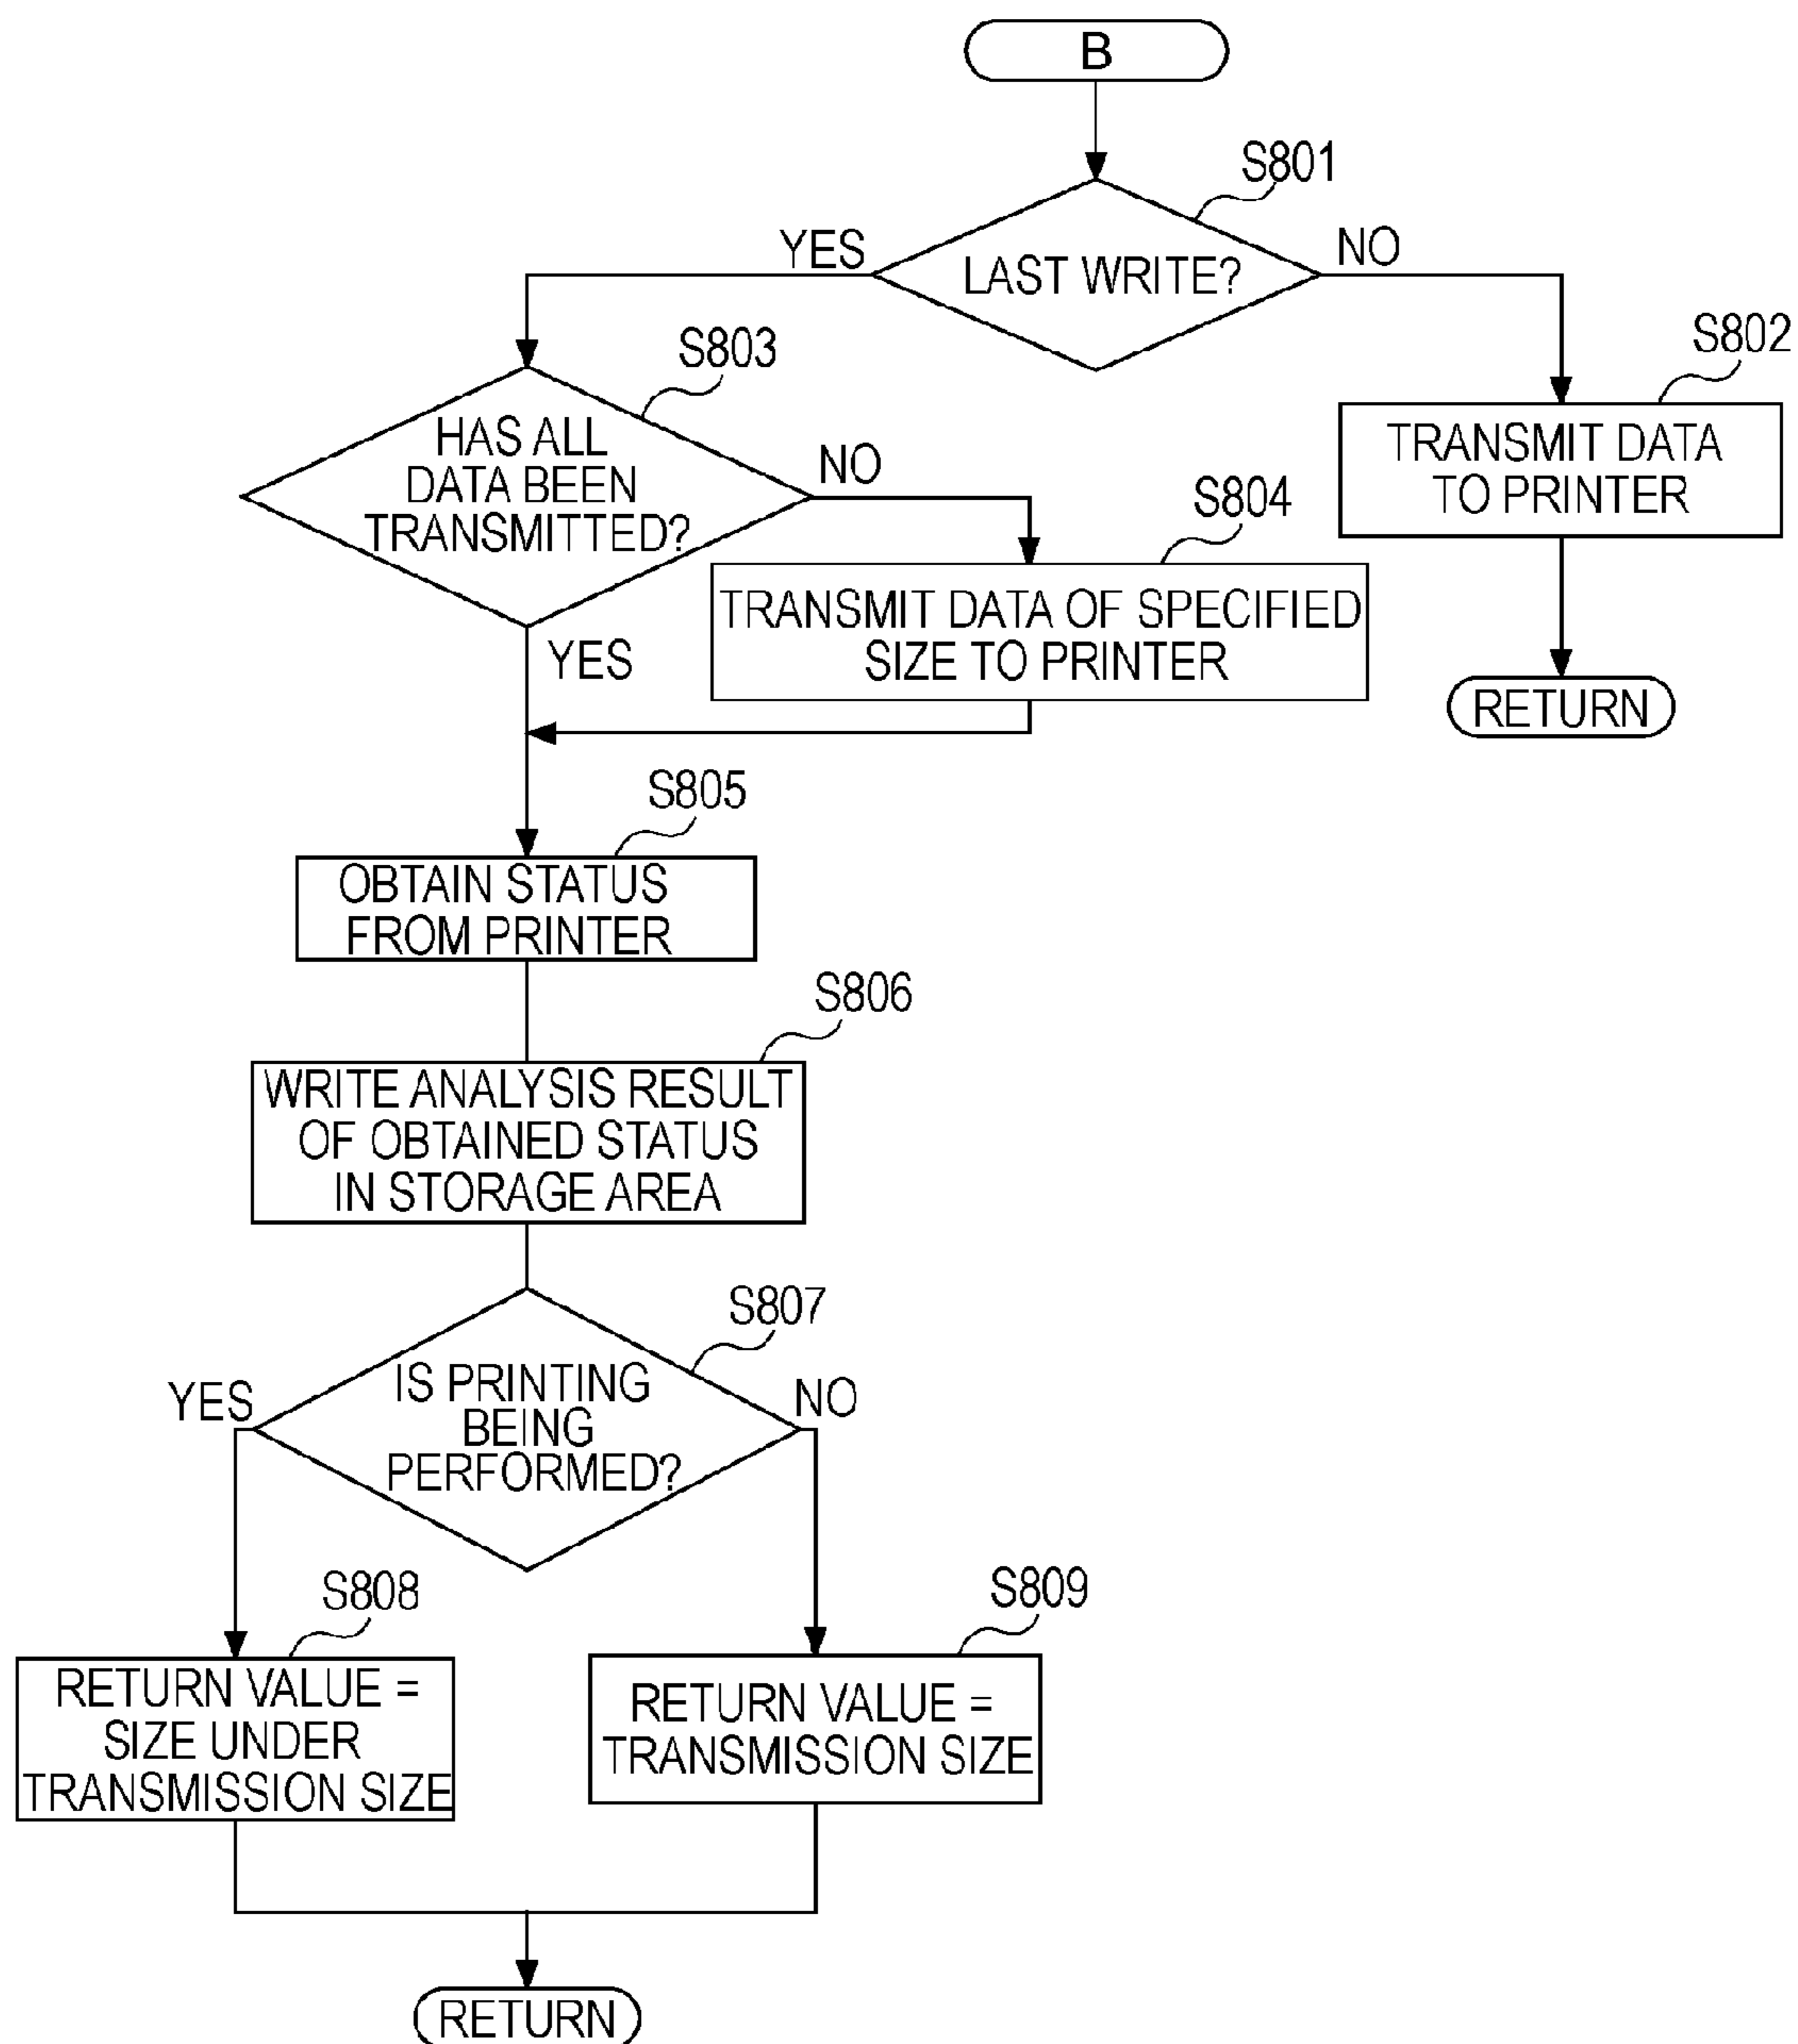 B
S801
YES
LAST WRITE?
NO
S802
TRANSMIT DATA
TO PRINTER
RETURN
S803
HAS ALL
DATA BEEN
TRANSMITTED?
NO
YES
S804
TRANSMIT DATA OF SPECIFIED
SIZE TO PRINTER
S805
OBTAIN STATUS
FROM PRINTER
S806
WRITE ANALYSIS RESULT
OF OBTAINED STATUS
IN STORAGE AREA
S807
YES
IS PRINTING
BEING
PERFORMED?
NO
S808
RETURN VALUE =
SIZE UNDER
TRANSMISSION SIZE
S809
RETURN VALUE =
TRANSMISSION SIZE
RETURN